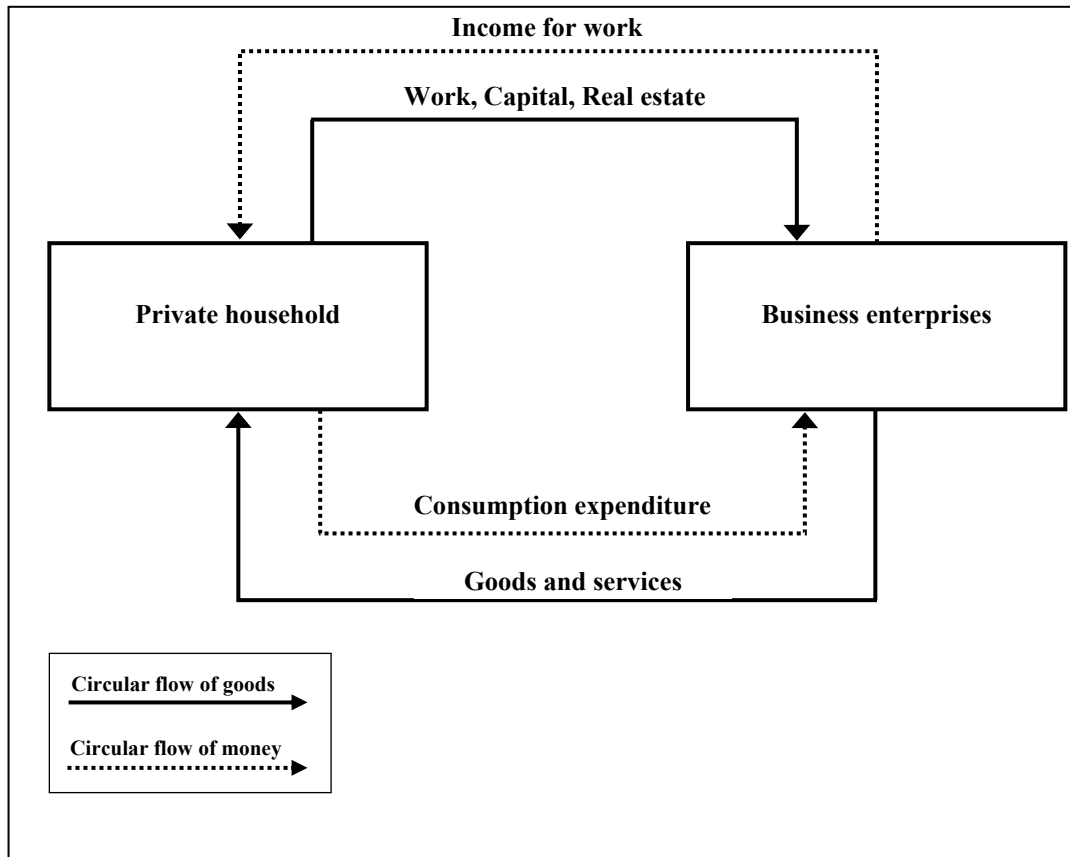 Income for work
Work, Capital, Real estate
Private household
Business enterprises
Consumption expenditure
Goods and services
Circular flow of goods
Circular flow of money